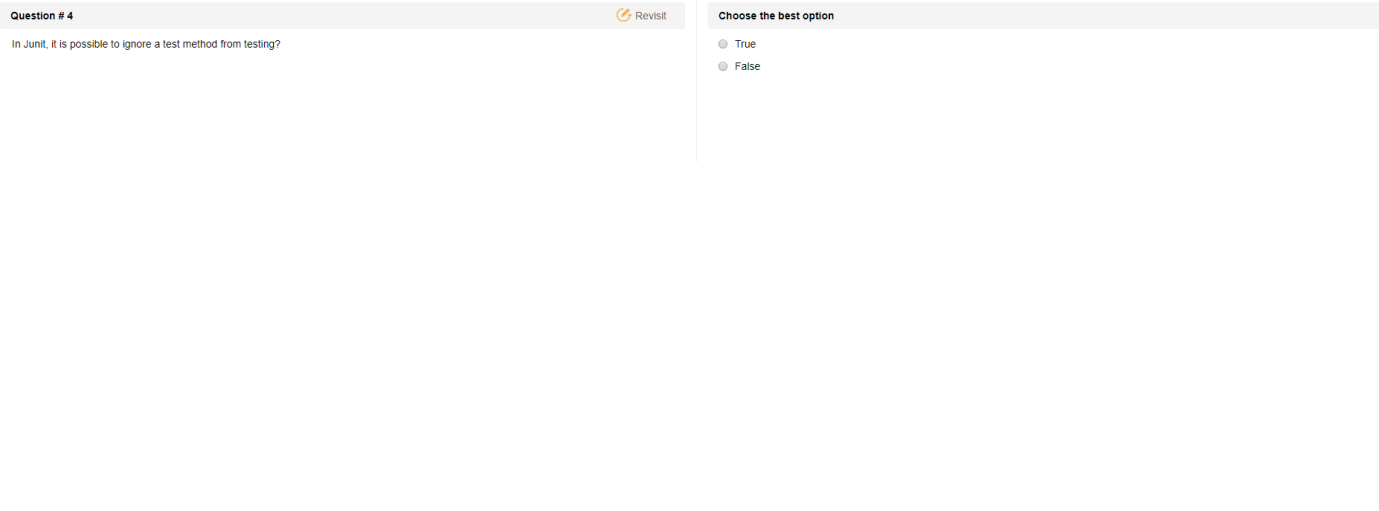 Question # 4
Revisit
In Junit, it is possible to ignore a test method from testing?
Choose the best option
True
False